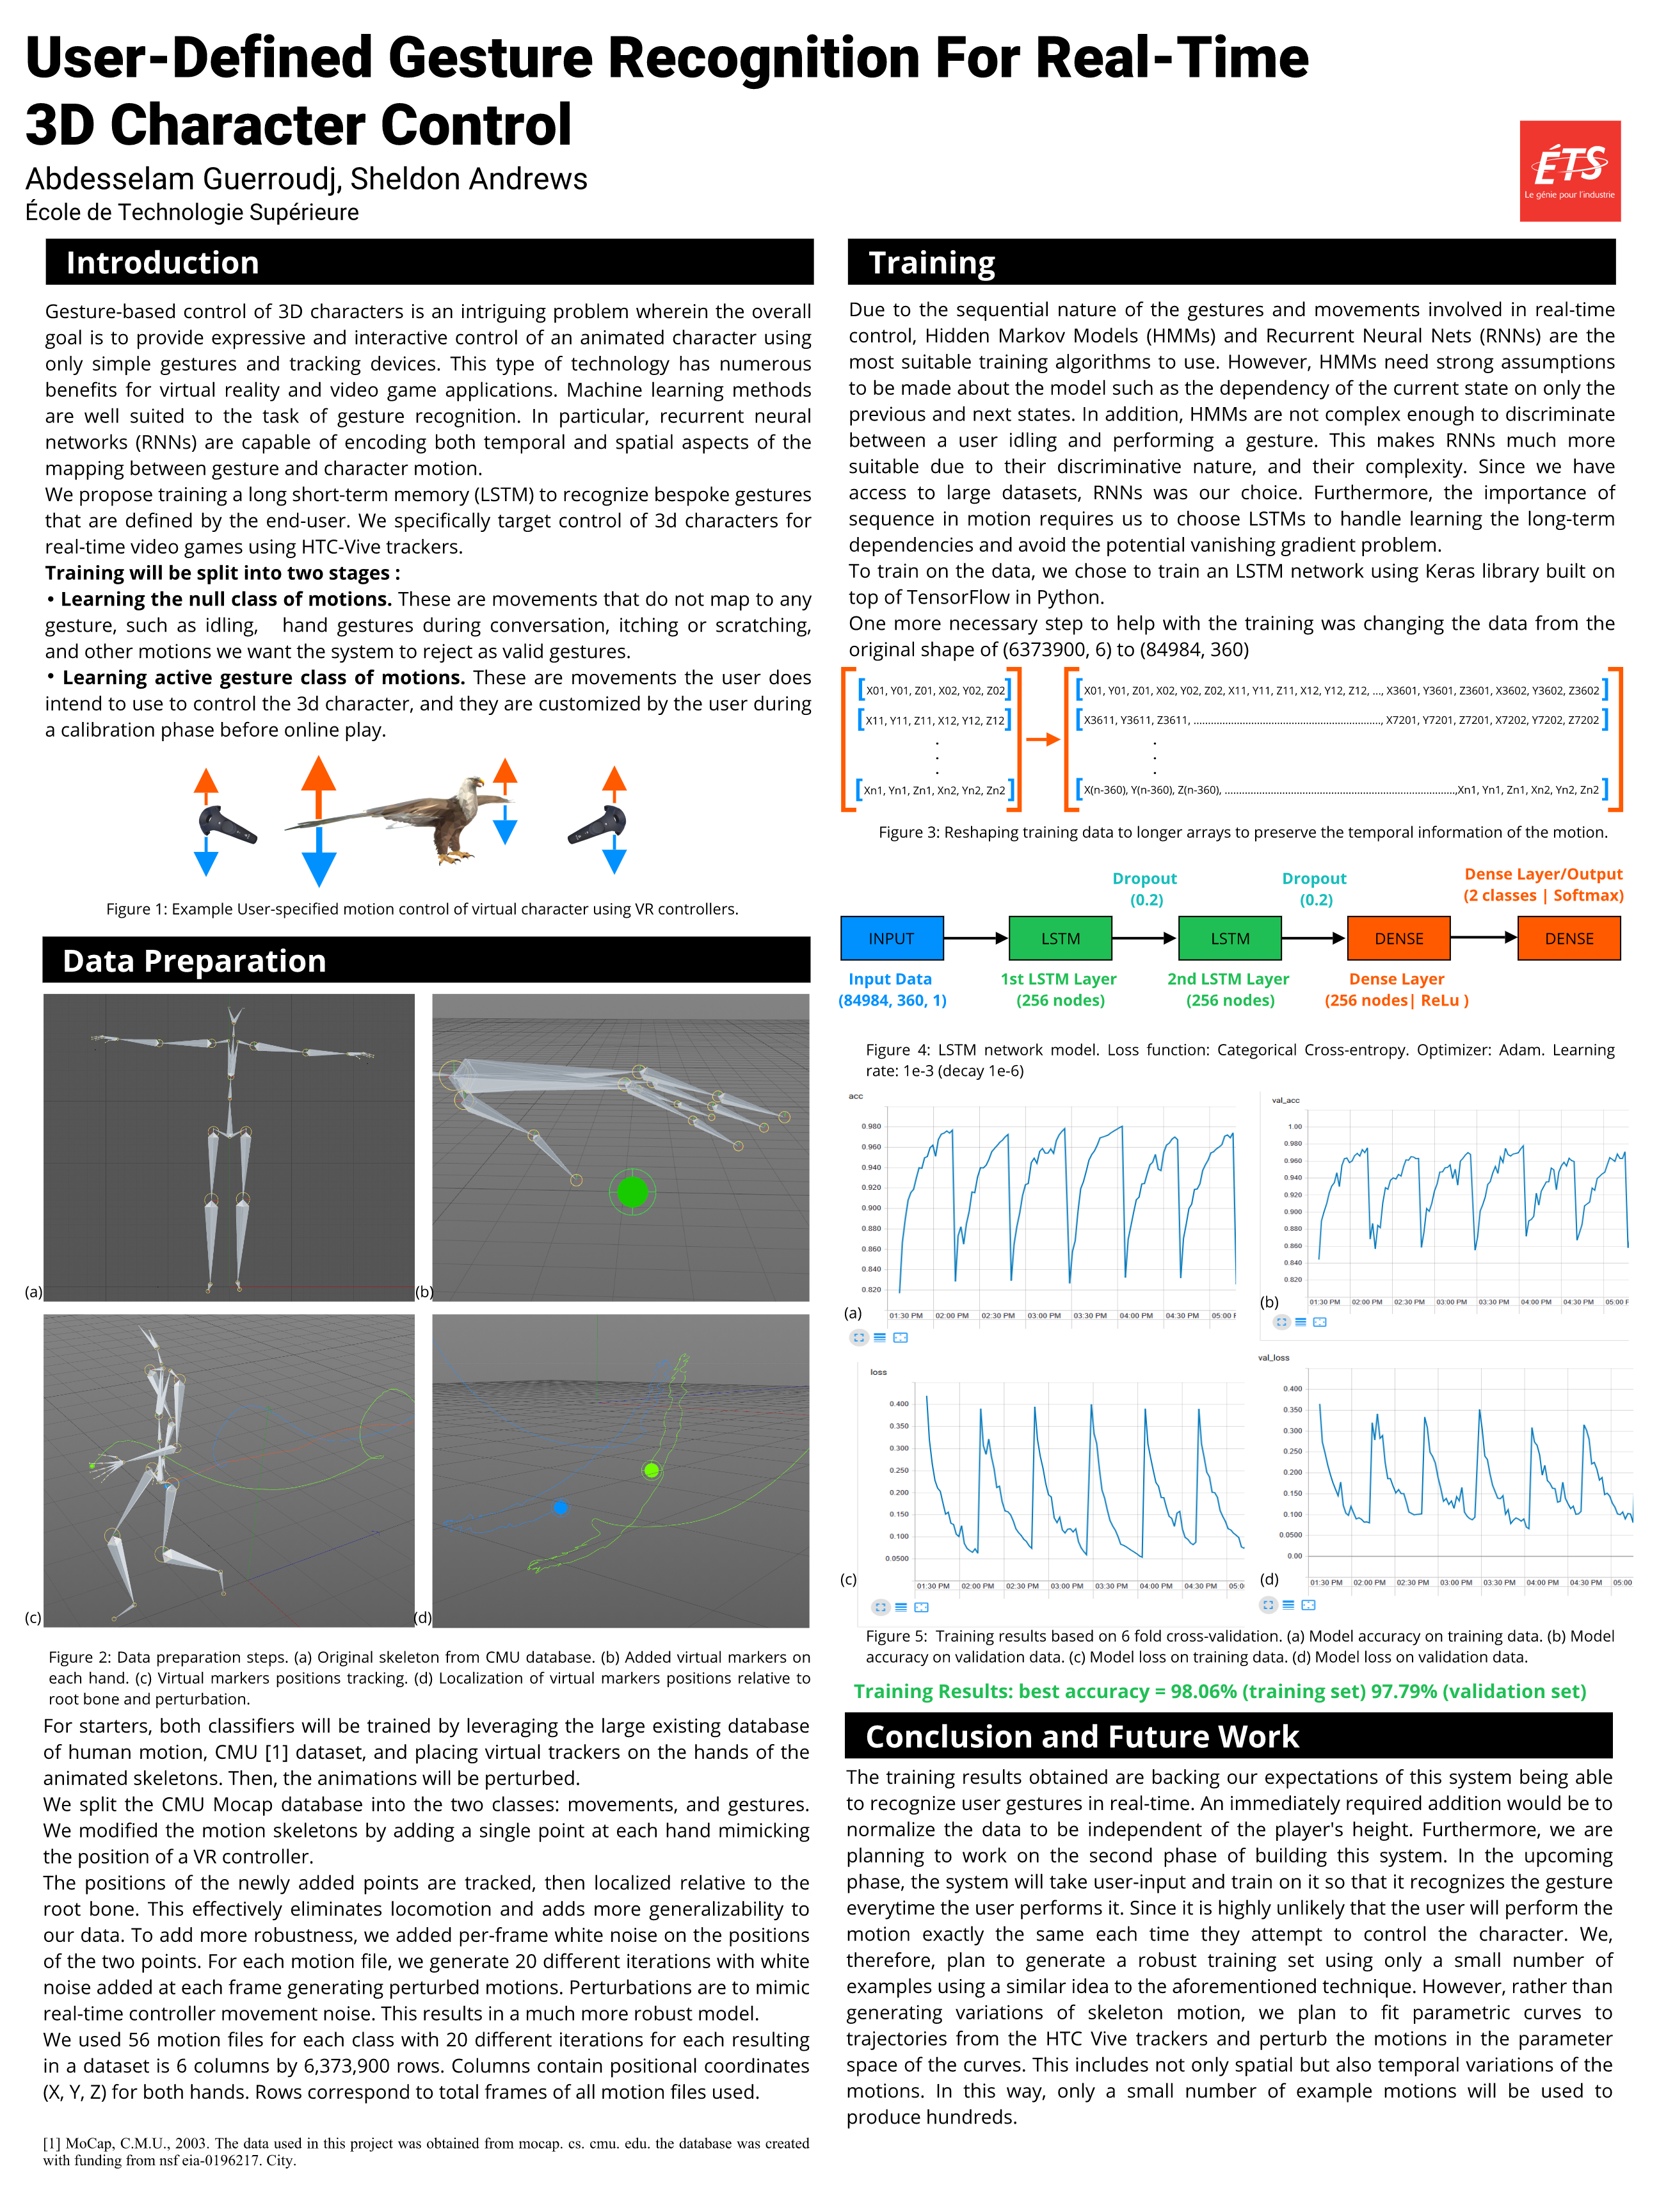 User-Defined Gesture Recognition For Real-Time
3D Character Control
Abdesselam Guerroudj, Sheldon Andrews
École de Technologie Supérieure
ÉTS
Le génie pour l'industrie
Introduction
Gesture-based control of 3D characters is an intriguing problem wherein the overall
goal is to provide expressive and interactive control of an animated character using
only simple gestures and tracking devices. This type of technology has numerous
benefits for virtual reality and video game applications. Machine learning methods
are well suited to the task of gesture recognition. In particular, recurrent neural
networks (RNNs) are capable of encoding both temporal and spatial aspects of the
mapping between gesture and character motion.
We propose training a long short-term memory (LSTM) to recognize bespoke gestures
that are defined by the end-user. We specifically target control of 3d characters for
real-time video games using HTC-Vive trackers.
Training will be split into two stages :
• Learning the null class of motions. These are movements that do not map to any
gesture, such as idling, hand gestures during conversation, itching or scratching,
and other motions we want the system to reject as valid gestures.
• Learning active gesture class of motions. These are movements the user does
intend to use to control the 3d character, and they are customized by the user during
a calibration phase before online play.
Figure 1: Example User-specified motion control of virtual character using VR controllers.
Data Preparation
(a)
(b)
(c)
(d)
Figure 2: Data preparation steps. (a) Original skeleton from CMU database. (b) Added virtual markers on
each hand. (c) Virtual markers positions tracking. (d) Localization of virtual markers positions relative to
root bone and perturbation.
For starters, both classifiers will be trained by leveraging the large existing database
of human motion, CMU [1] dataset, and placing virtual trackers on the hands of the
animated skeletons. Then, the animations will be perturbed.
We split the CMU Mocap database into the two classes: movements, and gestures.
We modified the motion skeletons by adding a single point at each hand mimicking
the position of a VR controller.
The positions of the newly added points are tracked, then localized relative to the
root bone. This effectively eliminates locomotion and adds more generalizability to
our data. To add more robustness, we added per-frame white noise on the positions
of the two points. For each motion file, we generate 20 different iterations with white
noise added at each frame generating perturbed motions. Perturbations are to mimic
real-time controller movement noise. This results in a much more robust model.
We used 56 motion files for each class with 20 different iterations for each resulting
in a dataset is 6 columns by 6,373,900 rows. Columns contain positional coordinates
(X, Y, Z) for both hands. Rows correspond to total frames of all motion files used.
[1] MoCap, C.M.U., 2003. The data used in this project was obtained from mocap. cs. cmu. edu. the database was created
with funding from nsf eia-0196217. City.
Training
Due to the sequential nature of the gestures and movements involved in real-time
control, Hidden Markov Models (HMMs) and Recurrent Neural Nets (RNNs) are the
most suitable training algorithms to use. However, HMMs need strong assumptions
to be made about the model such as the dependency of the current state on only the
previous and next states. In addition, HMMs are not complex enough to discriminate
between a user idling and performing a gesture. This makes RNNs much more
suitable due to their discriminative nature, and their complexity. Since we have
access to large datasets, RNNs was our choice. Furthermore, the importance of
sequence in motion requires us to choose LSTMs to handle learning the long-term
dependencies and avoid the potential vanishing gradient problem.
To train on the data, we chose to train an LSTM network using Keras library built on
top of TensorFlow in Python.
One more necessary step to help with the training was changing the data from the
original shape of (6373900, 6) to (84984, 360)
[X01, Y01, Z01, X02, Y02, Z02]
[X11, Y11, Z11, X12, Y12, Z12]
.
.
.
[Xn1, Yn1, Zn1, Xn2, Yn2, Zn2]
[X01, Y01, Z01, X02, Y02, Z02, X11, Y11, Z11, X12, Y12, Z12, ..., X3601, Y3601, Z3601, X3602, Y3602, Z3602]
[X3611, Y3611, Z3611, ................................................................., X7201, Y7201, Z7201, X7202, Y7202, Z7202]
.
.
.
[X(n-360), Y(n-360), Z(n-360), ................................................................................,Xn1, Yn1, Zn1, Xn2, Yn2, Zn2]
Figure 3: Reshaping training data to longer arrays to preserve the temporal information of the motion.
Dropout
(0.2)
Dropout
(0.2)
Dense Layer/Output
(2 classes | Softmax)
INPUT
LSTM
LSTM
DENSE
DENSE
Input Data
(84984, 360, 1)
1st LSTM Layer
(256 nodes)
2nd LSTM Layer
(256 nodes)
Dense Layer
(256 nodes| ReLu )
Figure 4: LSTM network model. Loss function: Categorical Cross-entropy. Optimizer: Adam. Learning
rate: 1e-3 (decay 1e-6)
acc
0.980
0.960
0.940
0.920
0.900
0.880
0.860
0.840
0.820
01:30 PM 02:00 PM 02:30 PM 03:00 PM 03:30 PM 04:00 PM 04:30 PM 05:00 F
(a)
val_acc
1.00
0.980
0.960
0.940
0.920
0.900
0.880
0.860
0.840
0.820
01:30 PM 02:00 PM 02:30 PM 03:00 PM 03:30 PM 04:00 PM 04:30 PM 05:00 F
(b)
loss
0.400
0.350
0.300
0.250
0.200
0.150
0.100
0.0500
01:30 PM 02:00 PM 02:30 PM 03:00 PM 03:30 PM 04:00 PM 04:30 PM 05:0
(c)
val_loss
0.400
0.350
0.300
0.250
0.200
0.150
0.100
0.0500
0.00
01:30 PM 02:00 PM 02:30 PM 03:00 PM 03:30 PM 04:00 PM 04:30 PM 05:00
(d)
Figure 5: Training results based on 6 fold cross-validation. (a) Model accuracy on training data. (b) Model
accuracy on validation data. (c) Model loss on training data. (d) Model loss on validation data.
Training Results: best accuracy = 98.06% (training set) 97.79% (validation set)
Conclusion and Future Work
The training results obtained are backing our expectations of this system being able
to recognize user gestures in real-time. An immediately required addition would be to
normalize the data to be independent of the player's height. Furthermore, we are
planning to work on the second phase of building this system. In the upcoming
phase, the system will take user-input and train on it so that it recognizes the gesture
everytime the user performs it. Since it is highly unlikely that the user will perform the
motion exactly the same each time they attempt to control the character. We,
therefore, plan to generate a robust training set using only a small number of
examples using a similar idea to the aforementioned technique. However, rather than
generating variations of skeleton motion, we plan to fit parametric curves to
trajectories from the HTC Vive trackers and perturb the motions in the parameter
space of the curves. This includes not only spatial but also temporal variations of the
motions. In this way, only a small number of example motions will be used to
produce hundreds.